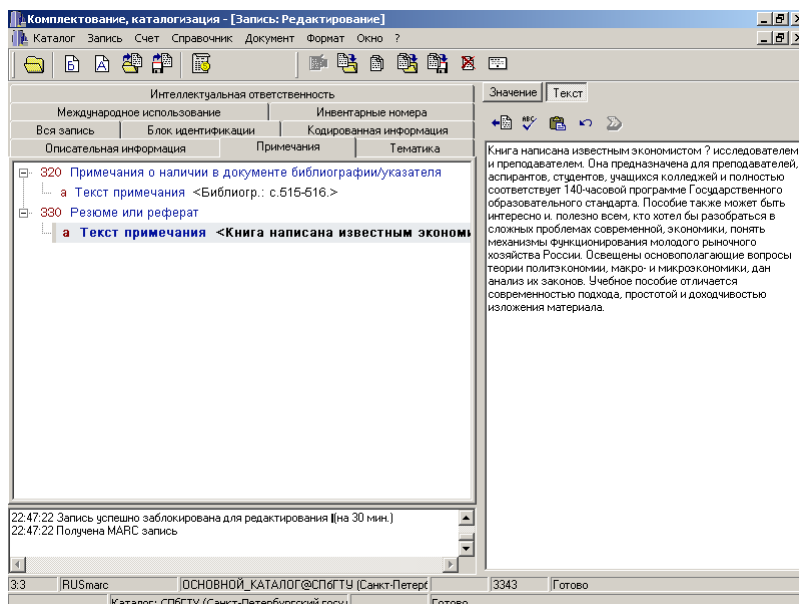 Комплектование, каталогизация - [Запись: Редактирование]
Каталог Запись Счет Справочник Документ Формат Окно ?
Интеллектуальная ответственность
Международное использование Инвентарные номера
Вся запись Блок идентификации Кодированная информация
Описательная информация Примечания Тематика
320 Примечания о наличии в документе библиографии/указателя
a Текст примечания <Библиогр.: с.515-516.>
330 Резюме или реферат
a Текст примечания <Книга написана известным экономи
22:47:22 Запись успешно заблокирована для редактирования (на 30 мин.)
22:47:22 Получена MARC запись
Значение Текст
Книга написана известным экономистом ? исследователем
и преподавателем. Она предназначена для преподавателей,
аспирантов, студентов, учащихся колледжей и полностью
соответствует 140-часовой программе Государственного
образовательного стандарта. Пособие также может быть
интересно и. полезно всем, кто хотел бы разобраться в
сложных проблемах современной, экономики, понять
механизмы функционирования молодого рыночного
хозяйства России. Освещены основополагающие вопросы
теории политэкономии, макро- и микроэкономики, дан
анализ их законов. Учебное пособие отличается
современностью подхода, простотой и доходчивостью
изложения материала.
3:3 RUSmarc ОСНОВНОЙ_КАТАЛОГ@СПбГТУ (Санкт-Петерб 3343 Готово
Каталог: СПбГТУ (Санкт-Петербургский госу Готово